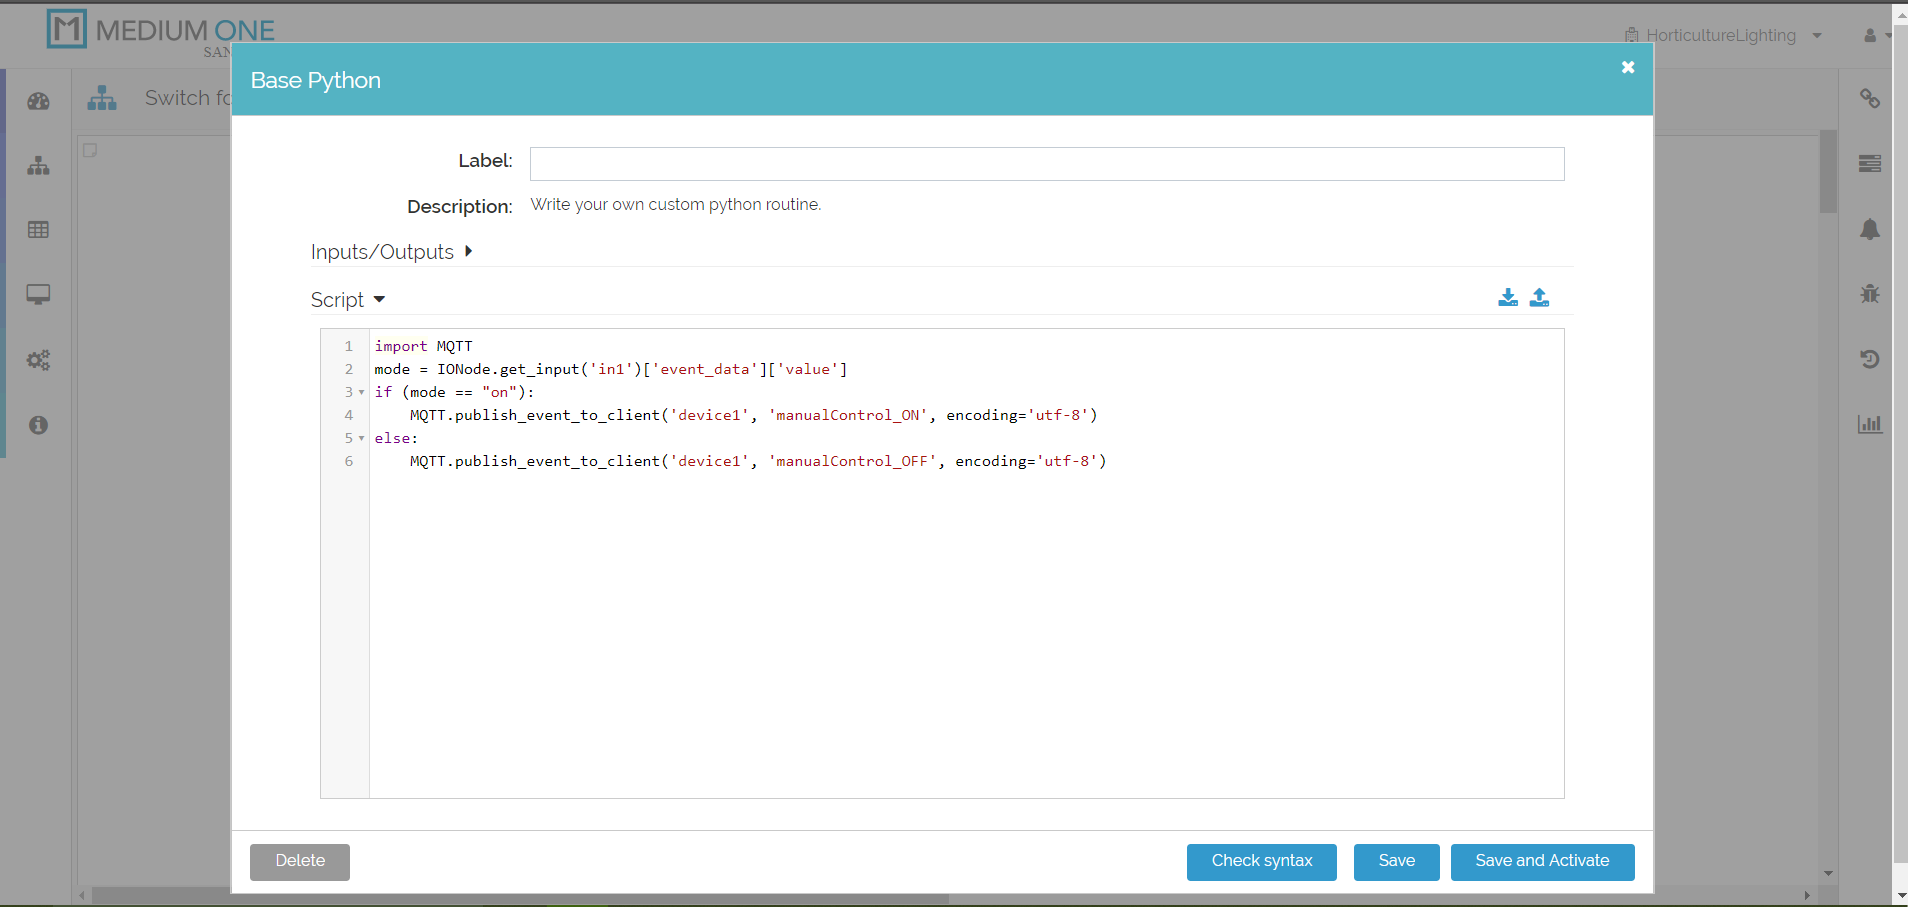 MEDIUM ONE
SAN
HorticultureLighting
Switch fo
Base Python
Label:
Description: Write your own custom python routine.
Inputs/Outputs
Script
1 import MQTT
2 mode = IONode.get_input('in1')['event_data']['value']
3 if (mode == "on"):
4     MQTT.publish_event_to_client('device1', 'manualControl_ON', encoding='utf-8')
5 else:
6     MQTT.publish_event_to_client('device1', 'manualControl_OFF', encoding='utf-8')
Delete
Check syntax
Save
Save and Activate